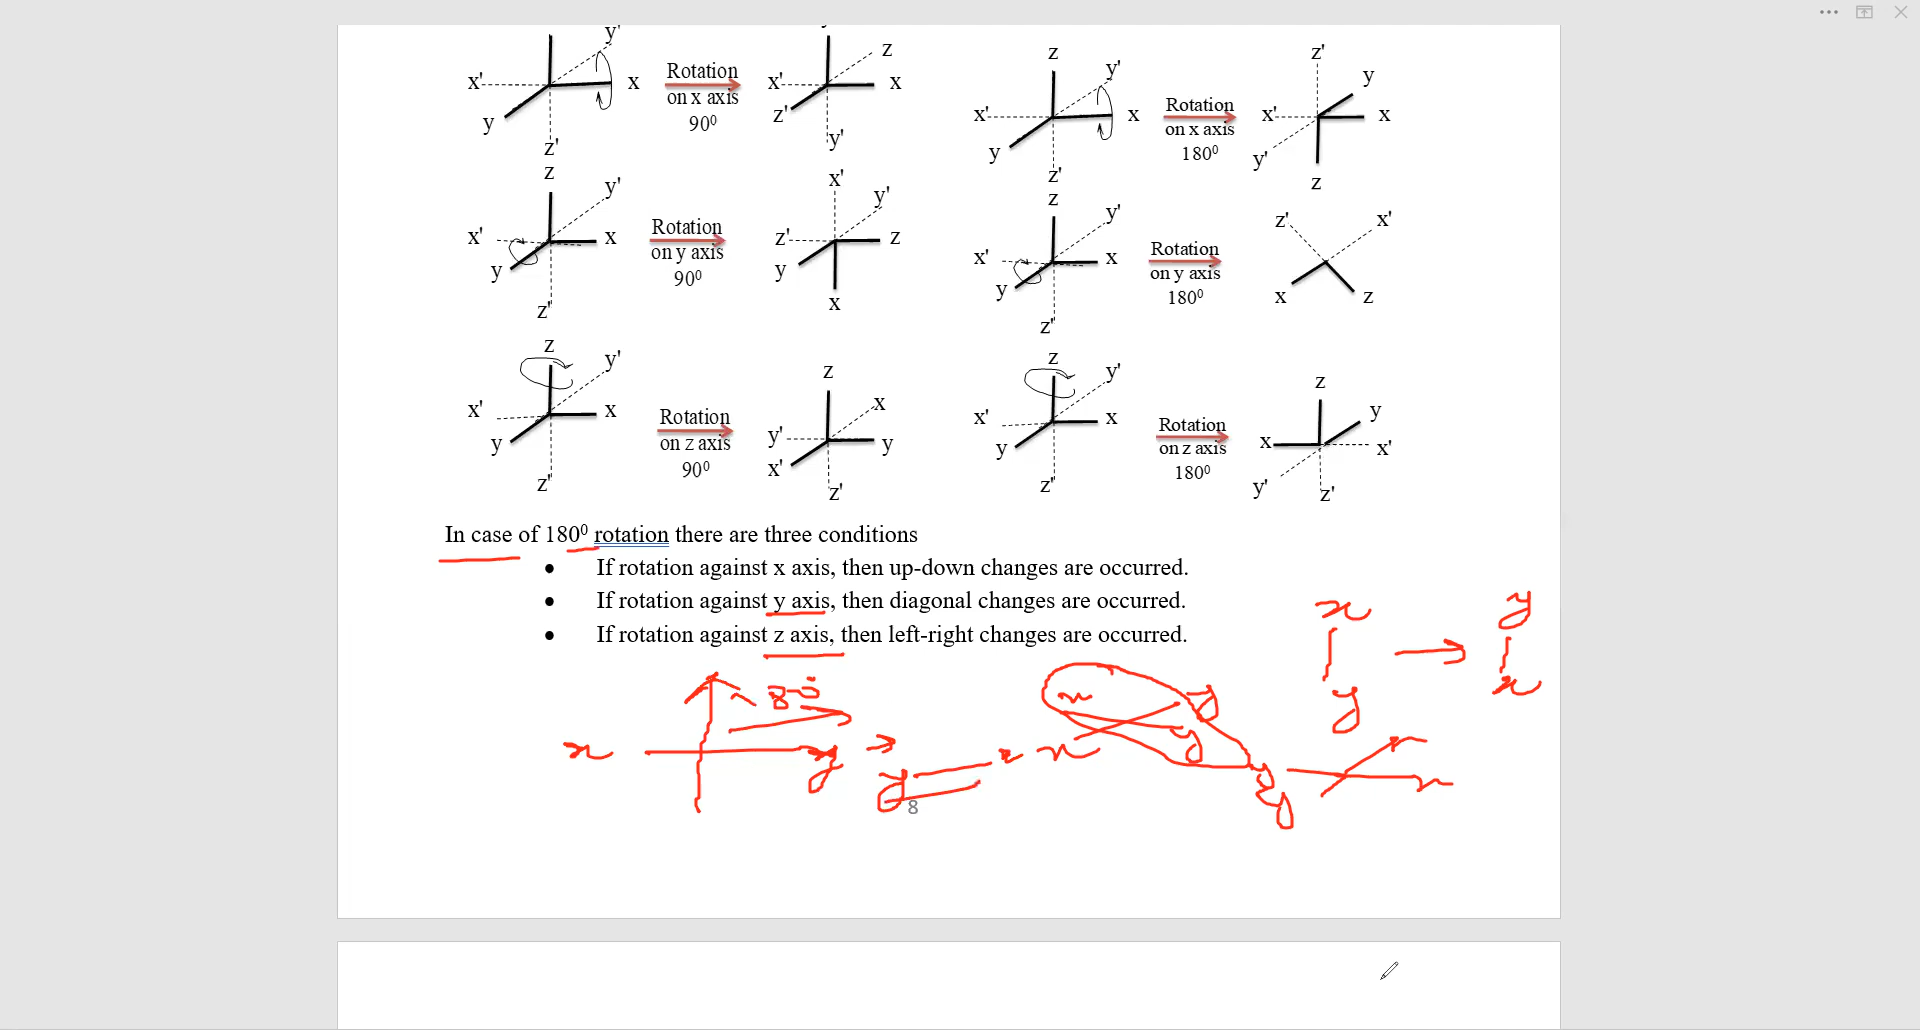 y' z
x' x Rotation x' x
on x axis
y 90⁰ z'
z' y'
z z'
y' y
x' x Rotation x' x
on x axis
y 180⁰ y'
z' z
z x'
y' y'
x' x Rotation z' z
on y axis
y 90⁰ y
z' x
z
y' z' x'
x' x Rotation
on y axis
y 180⁰ x z
z'
z z
y' x
x' x Rotation y' y
on z axis
y 90⁰ x'
z' z'
z z
y' y
x' x Rotation x x'
on z axis
y 180⁰ y'
z' z'
In case of 180⁰ rotation there are three conditions
• If rotation against x axis, then up-down changes are occurred.
• If rotation against y axis, then diagonal changes are occurred.
• If rotation against z axis, then left-right changes are occurred.
x y
y x
x y
x y y x x y
y
8